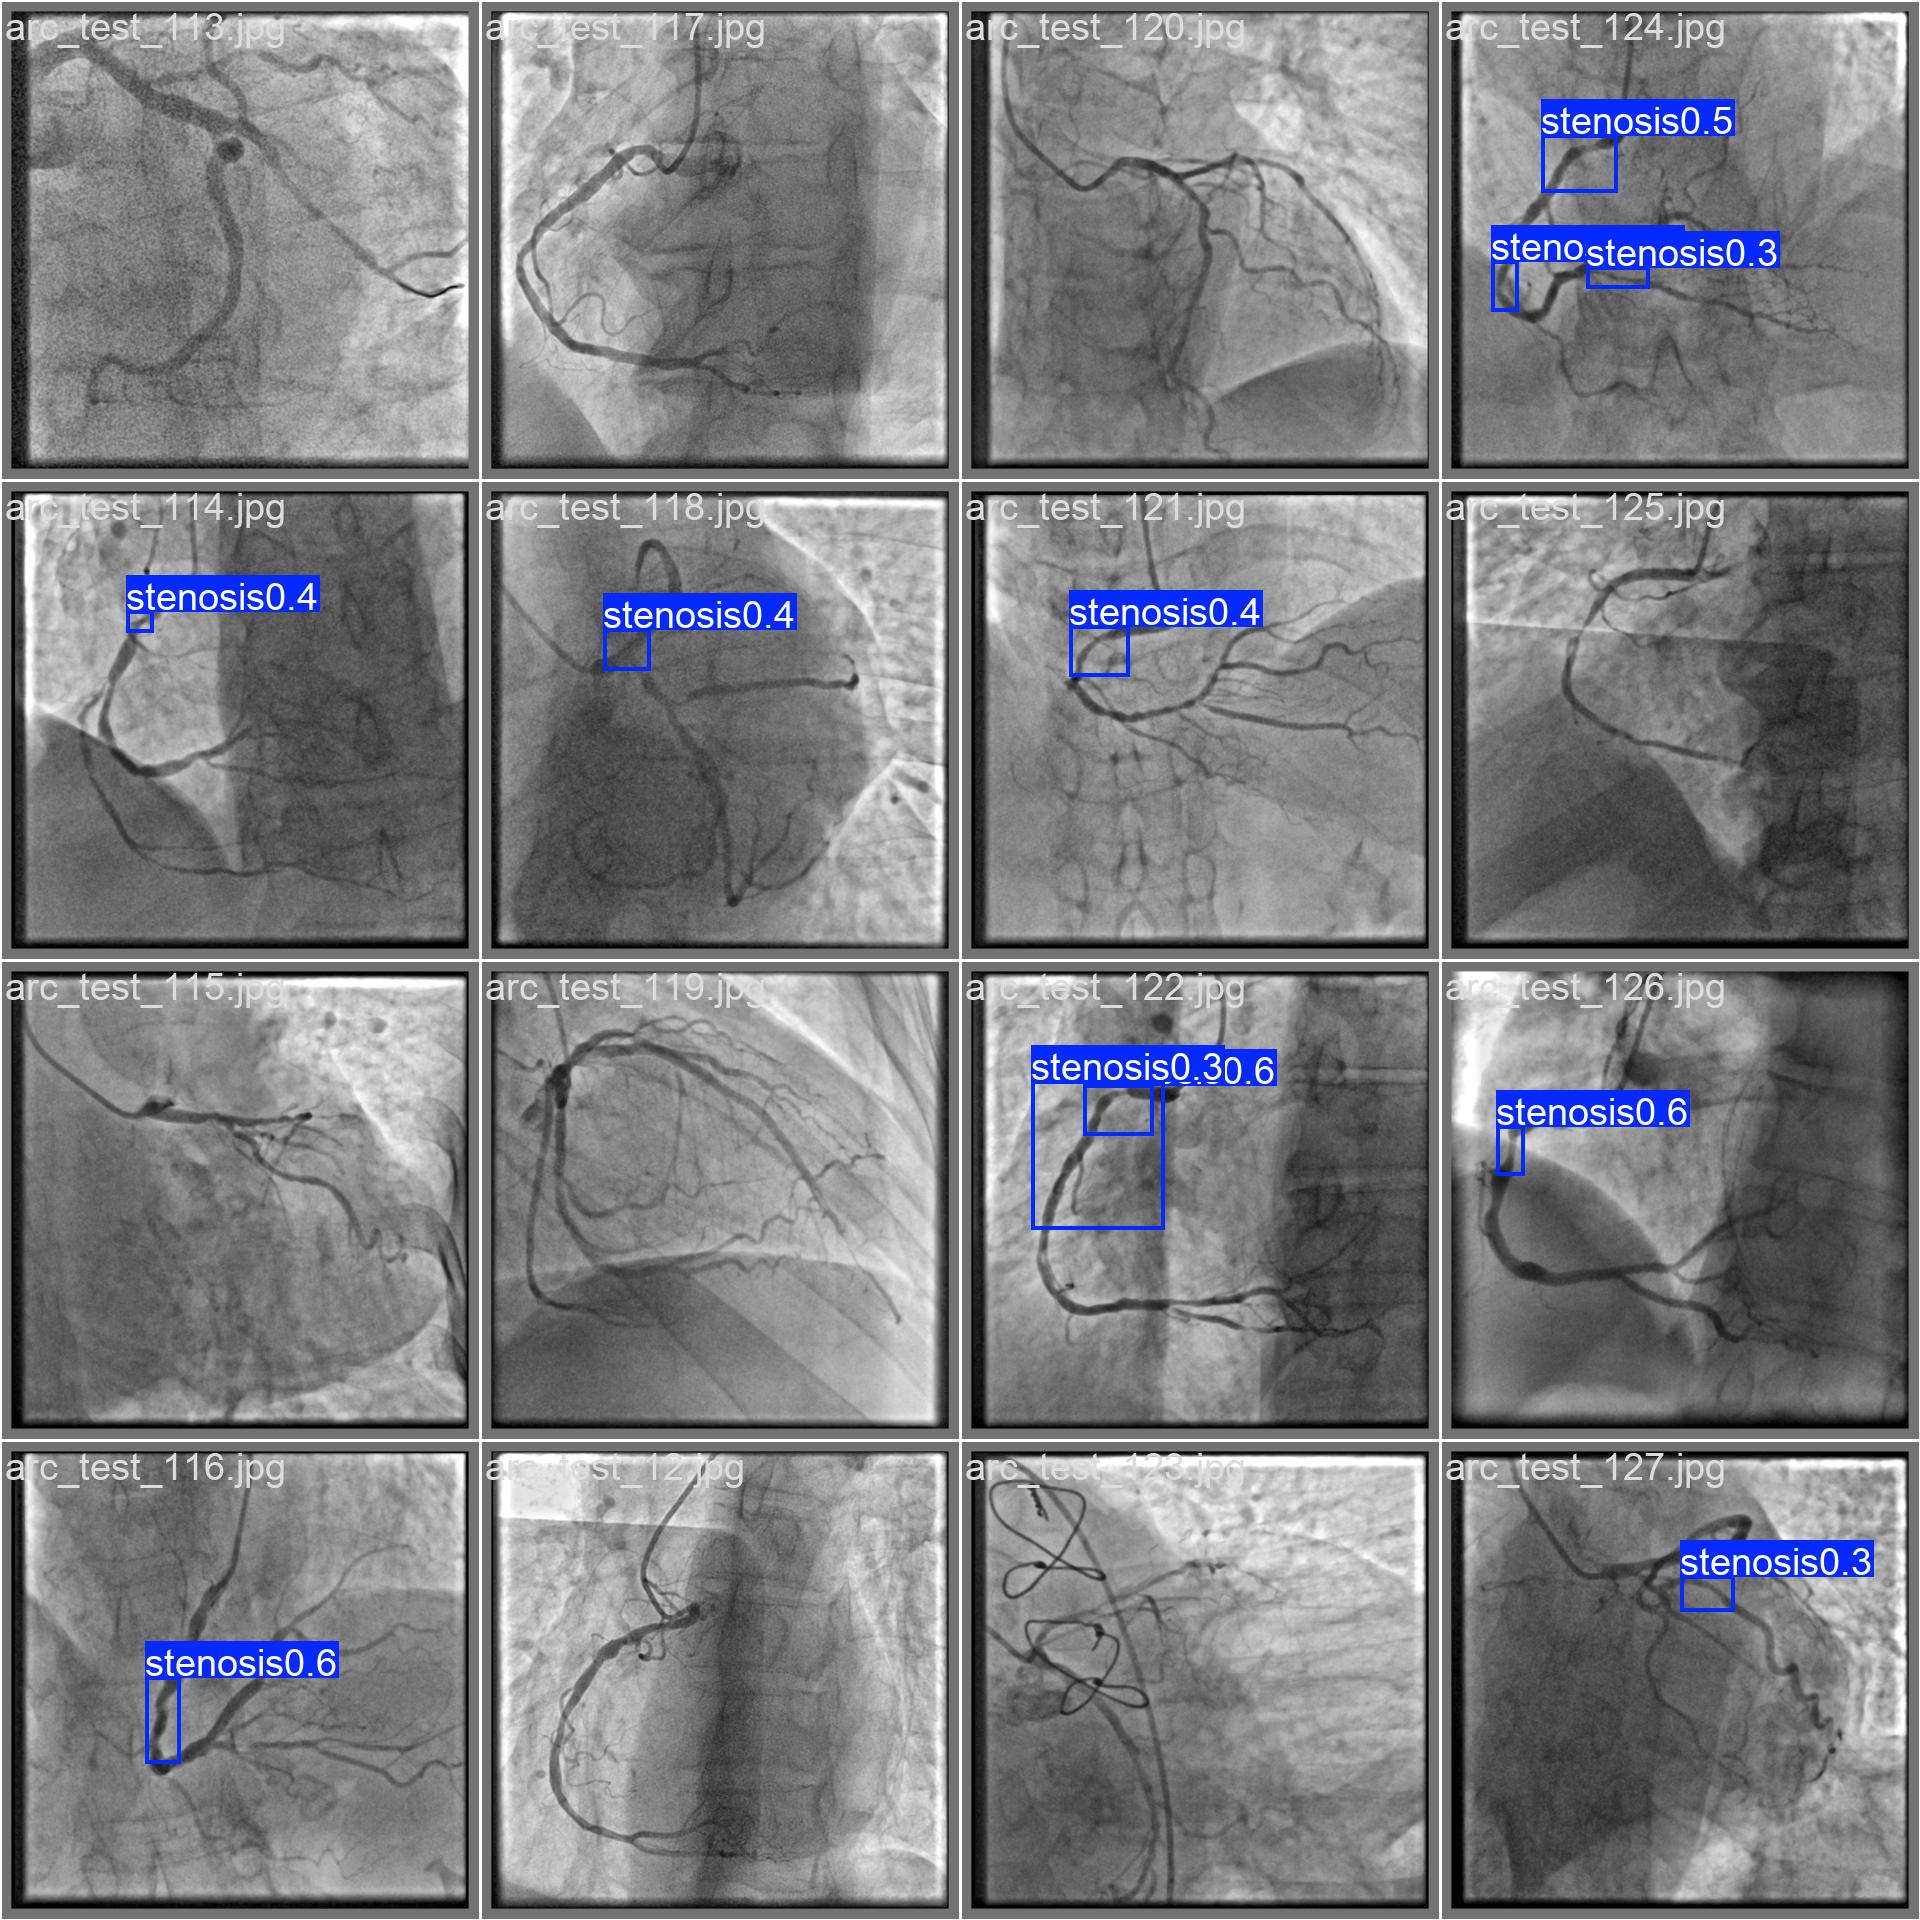 arc_test_113.jpg
arc_test_117.jpg
arc_test_120.jpg
arc_test_124.jpg
stenosis0.5
steno
stenosis0.3
arc_test_114.jpg
stenosis0.4
arc_test_118.jpg
stenosis0.4
arc_test_121.jpg
stenosis0.4
arc_test_125.jpg
arc_test_115.jpg
arc_test_119.jpg
arc_test_122.jpg
stenosis0.3
0.6
arc_test_126.jpg
stenosis0.6
arc_test_116.jpg
stenosis0.6
arc_test_12.jpg
arc_test_123.jpg
arc_test_127.jpg
stenosis0.3